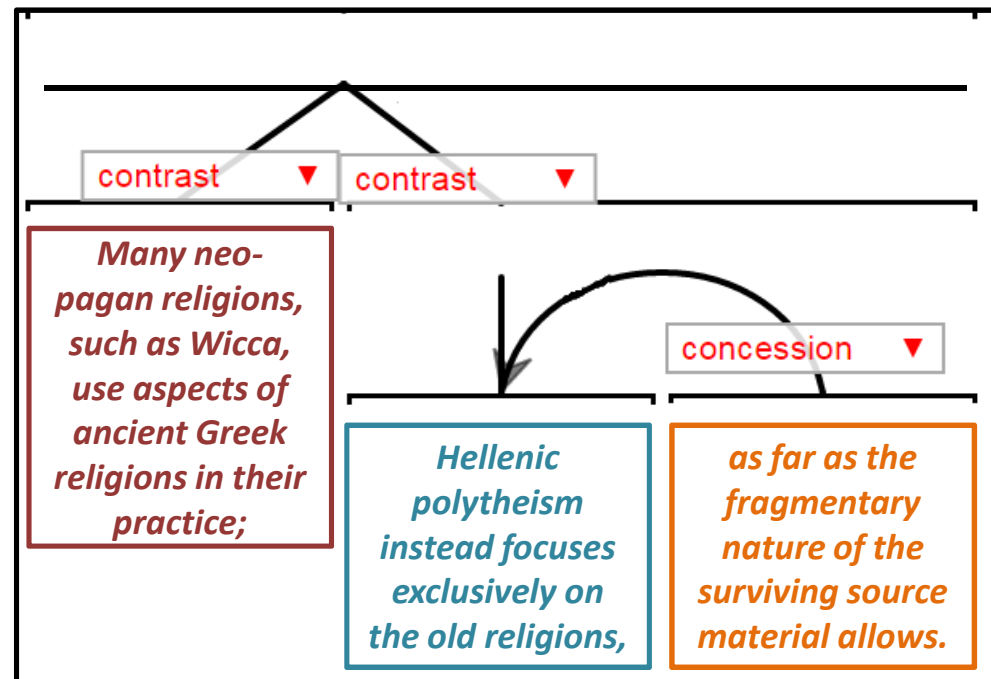 contrast ▼
contrast ▼
Many neo-
pagan religions,
such as Wicca,
use aspects of
ancient Greek
religions in their
practice;
concession ▼
Hellenic
polytheism
instead focuses
exclusively on
the old religions,
as far as the
fragmentary
nature of the
surviving source
material allows.